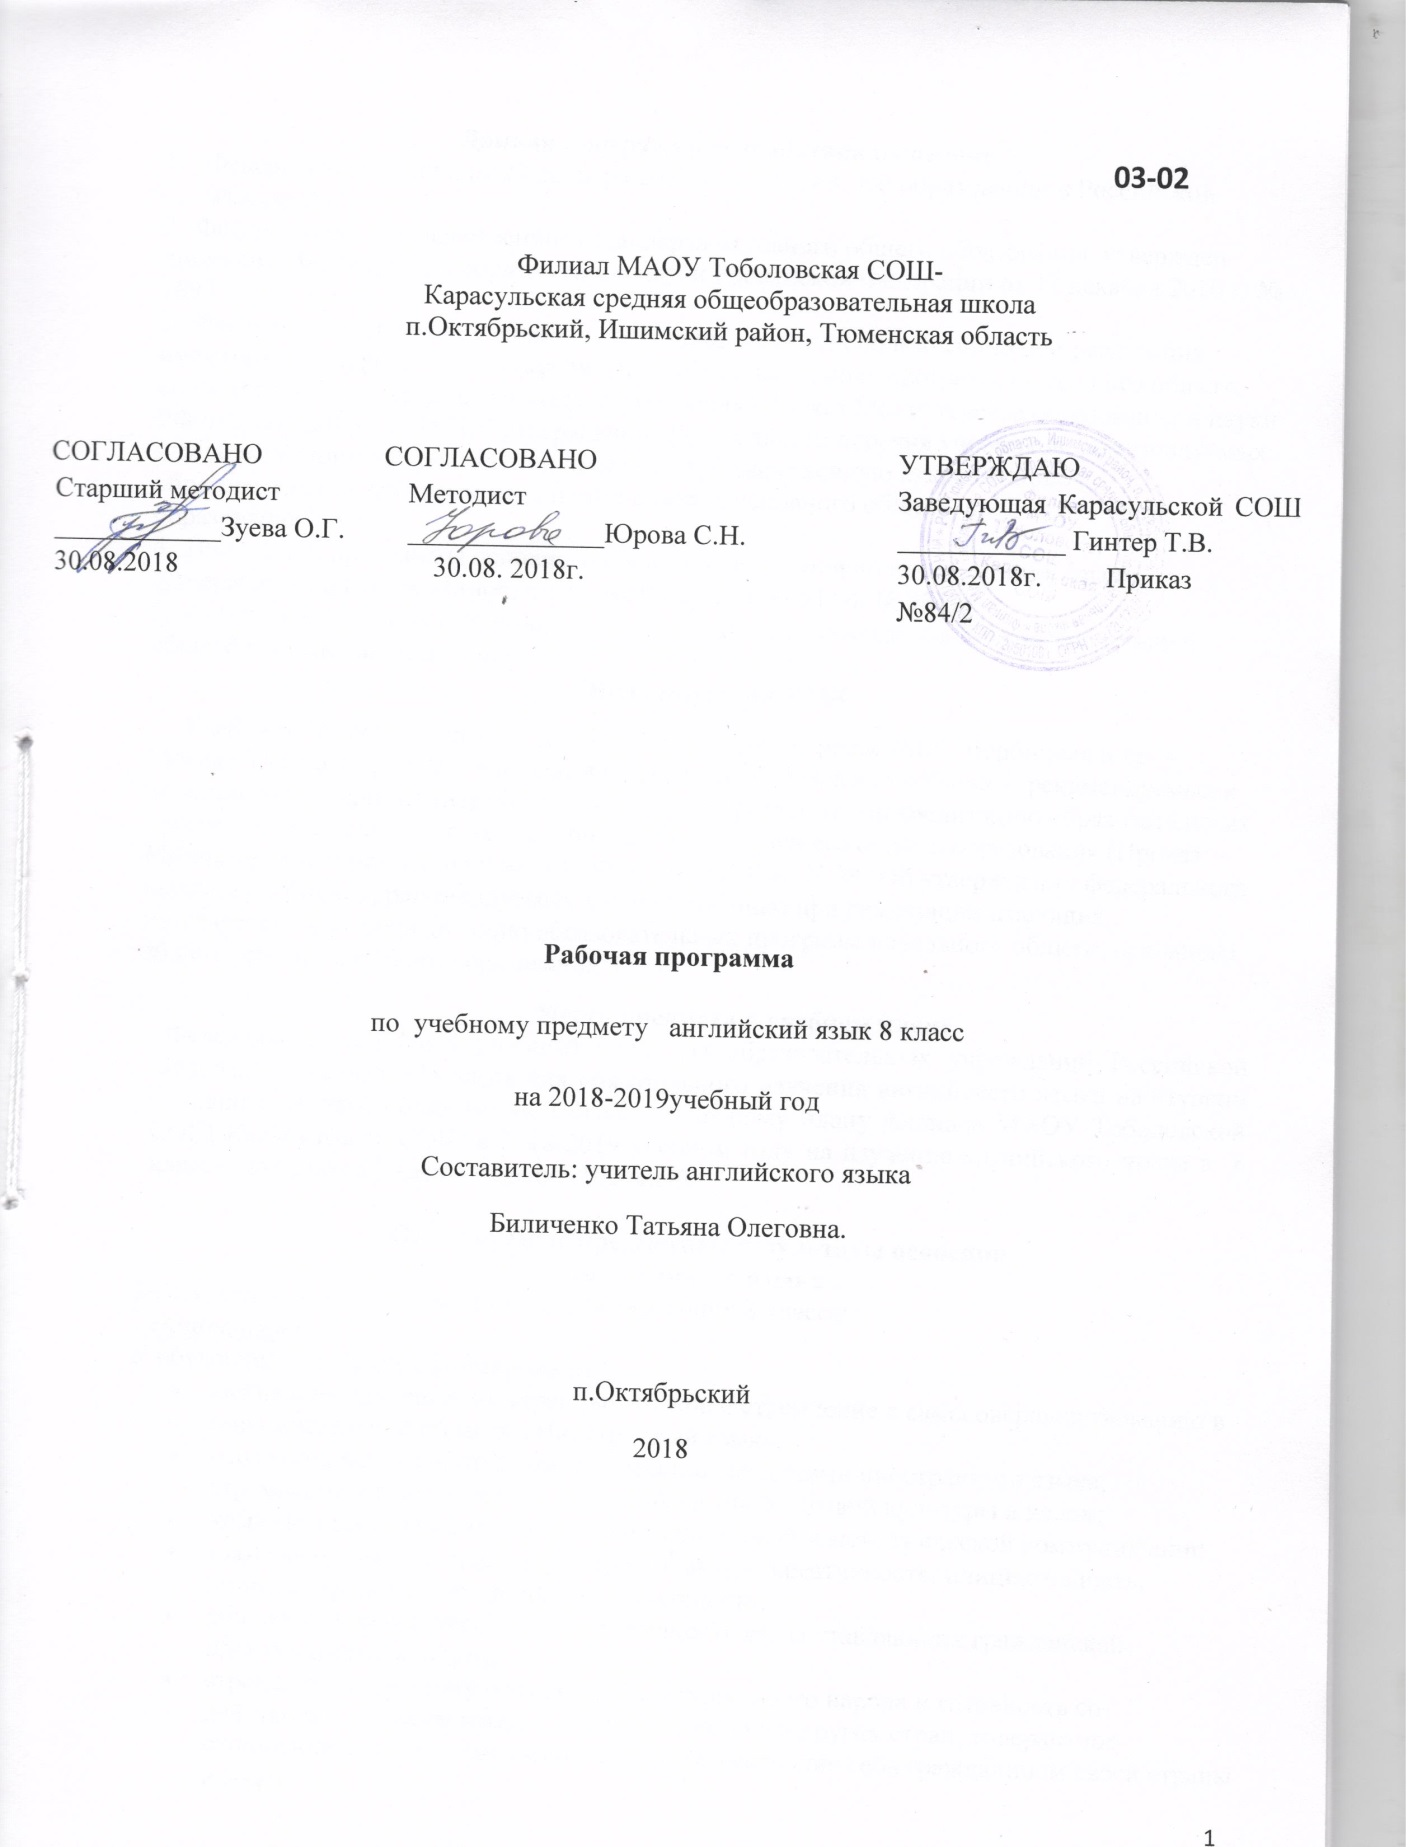 03-02
Филиал МАОУ Тоболовская СОШ-
Карасульская средняя общеобразовательная школа
п.Октябрьский, Ишимский район, Тюменская область
СОГЛАСОВАНО
Старший методист
____________Зуева О.Г.
30.08.2018
СОГЛАСОВАНО
Методист
______________Юрова С.Н.
30.08. 2018г.
УТВЕРЖДАЮ
Заведующая Карасульской СОШ
____________ Гинтер Т.В.
30.08.2018г. Приказ
№84/2
Рабочая программа
по учебному предмету английский язык 8 класс
на 2018-2019учебный год
Составитель: учитель английского языка
Биличенко Татьяна Олеговна.
п.Октябрьский
2018
1